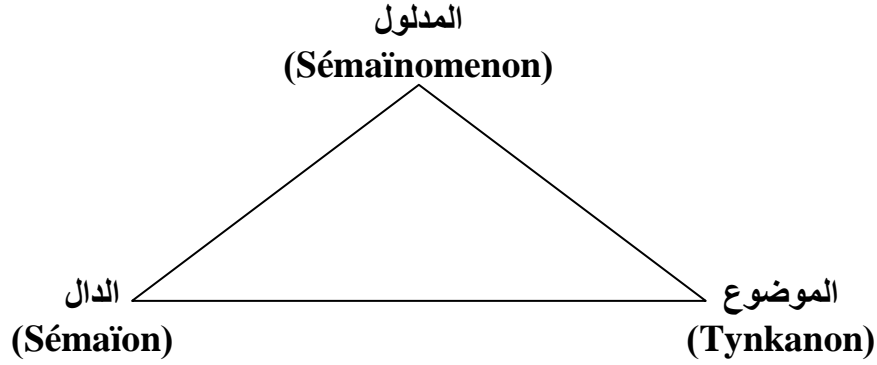 المدلول
(Sémaïnomenon)
الدال
(Sémaïon)
الموضوع
(Tynkanon)